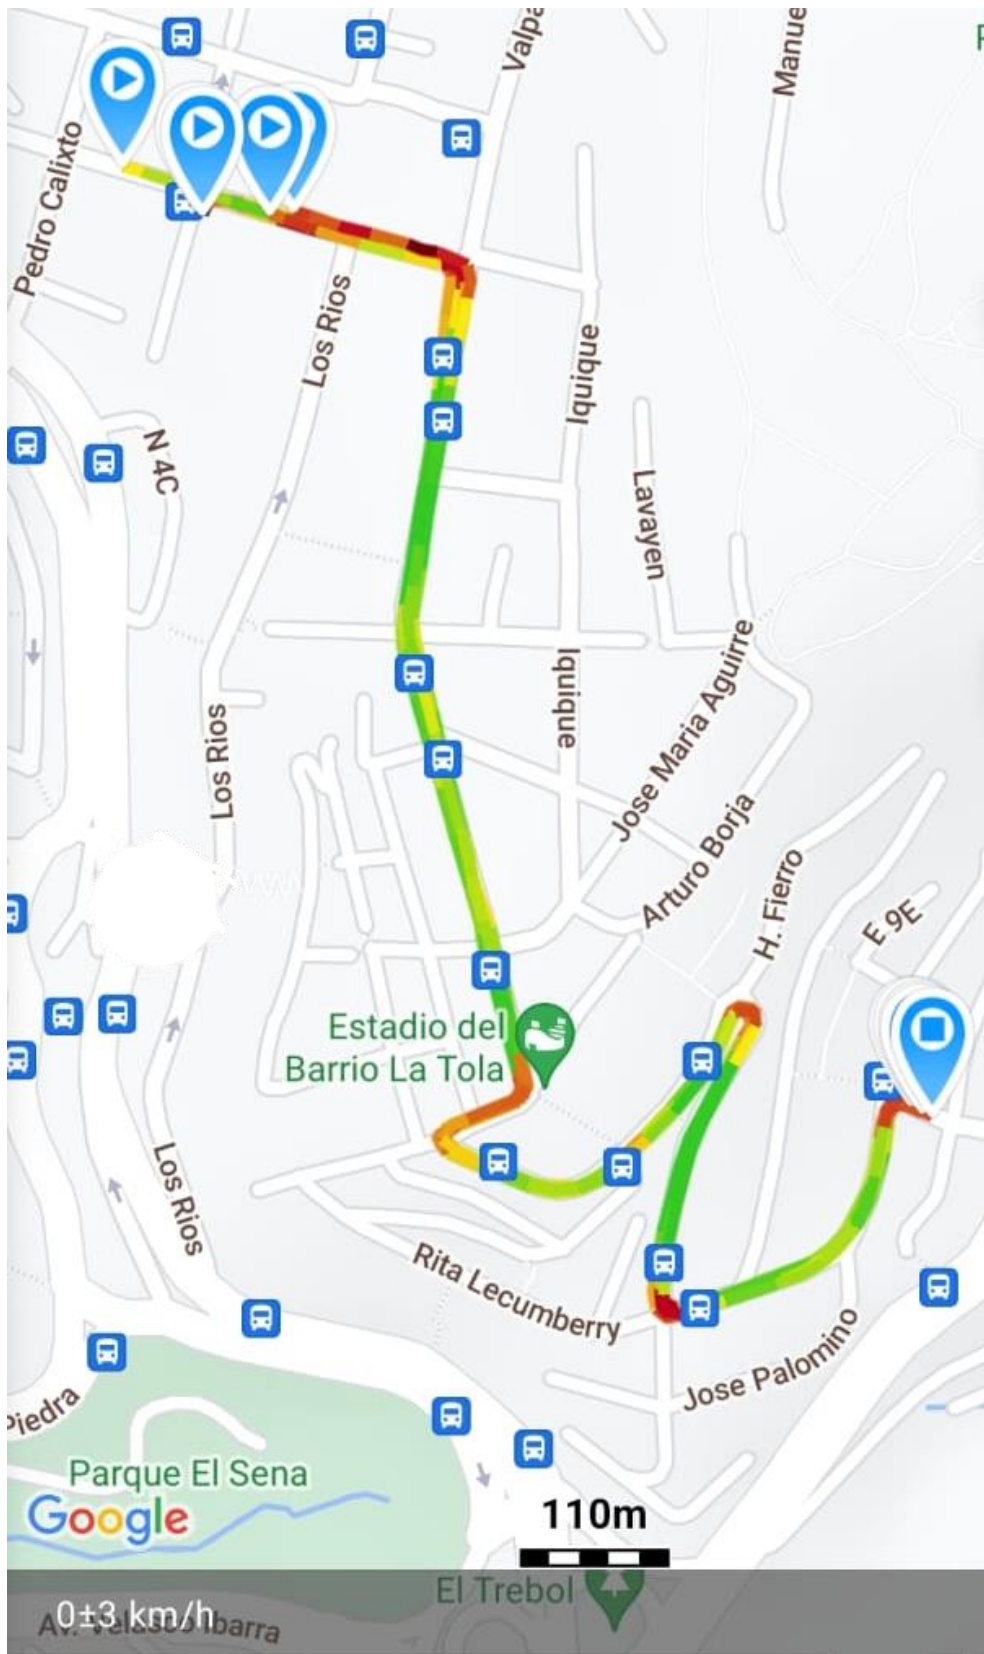 Valpa
Manue
P
Pedro Calixto
Los Rios
Iquique
N 4C
Lavayen
Jose Maria Aguirre
Iquique
Los Rios
Arturo Borja
H. Fierro
E 9E
Estadio del
Barrio La Tola
Los Rios
Rita Lecumberry
Jose Palomino
Piedra
Parque El Sena
Google
110m
El Trebol
0±3 km/h
Av. Velasco Ibarra